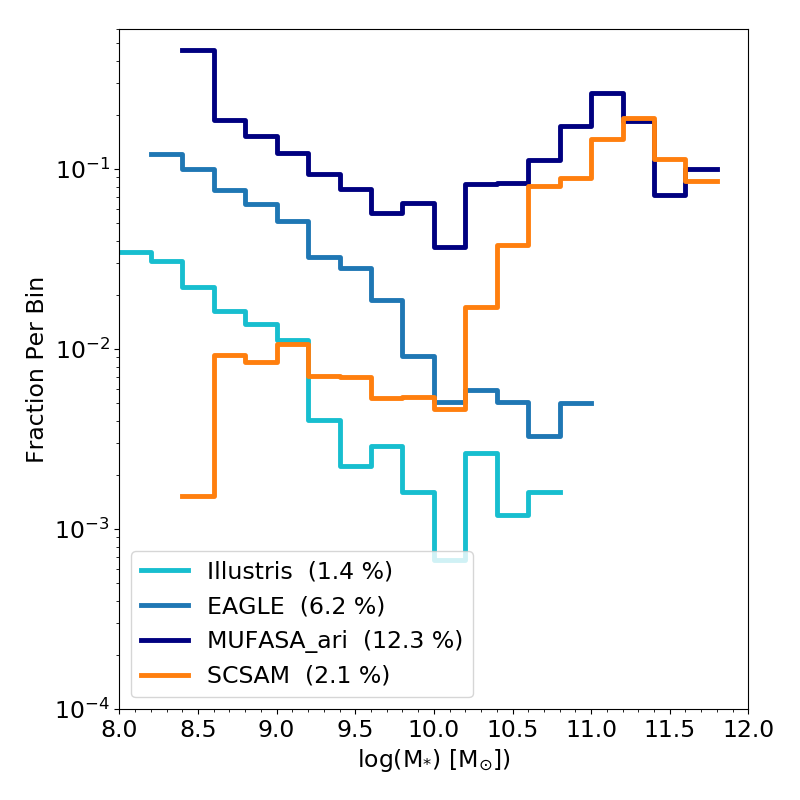 Fraction Per Bin
10⁻¹
10⁻²
10⁻³
10⁻⁴
Illustris (1.4 %)
EAGLE (6.2 %)
MUFASA_ari (12.3 %)
SCSAM (2.1 %)
8.0 8.5 9.0 9.5 10.0 10.5 11.0 11.5 12.0
log(M*) [M⊙])